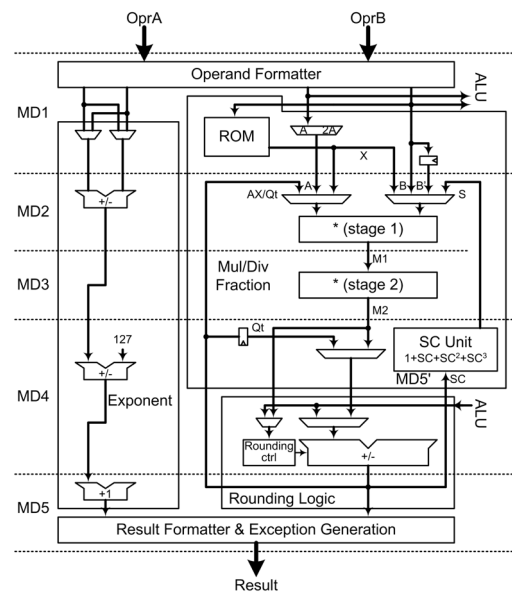 OprA
OprB
Operand Formatter
ALU
MD1
ROM
A 2A
X
MD2
+/-
AX/Qt
A
B
B'
S
* (stage 1)
M1
Mul/Div
Fraction
MD3
* (stage 2)
M2
Qt
SC Unit
1+SC+SC²+SC³
MD5'
SC
127
+/-
MD4
Exponent
ALU
Rounding
ctrl
+/-
+1
Rounding Logic
MD5
Result Formatter & Exception Generation
Result